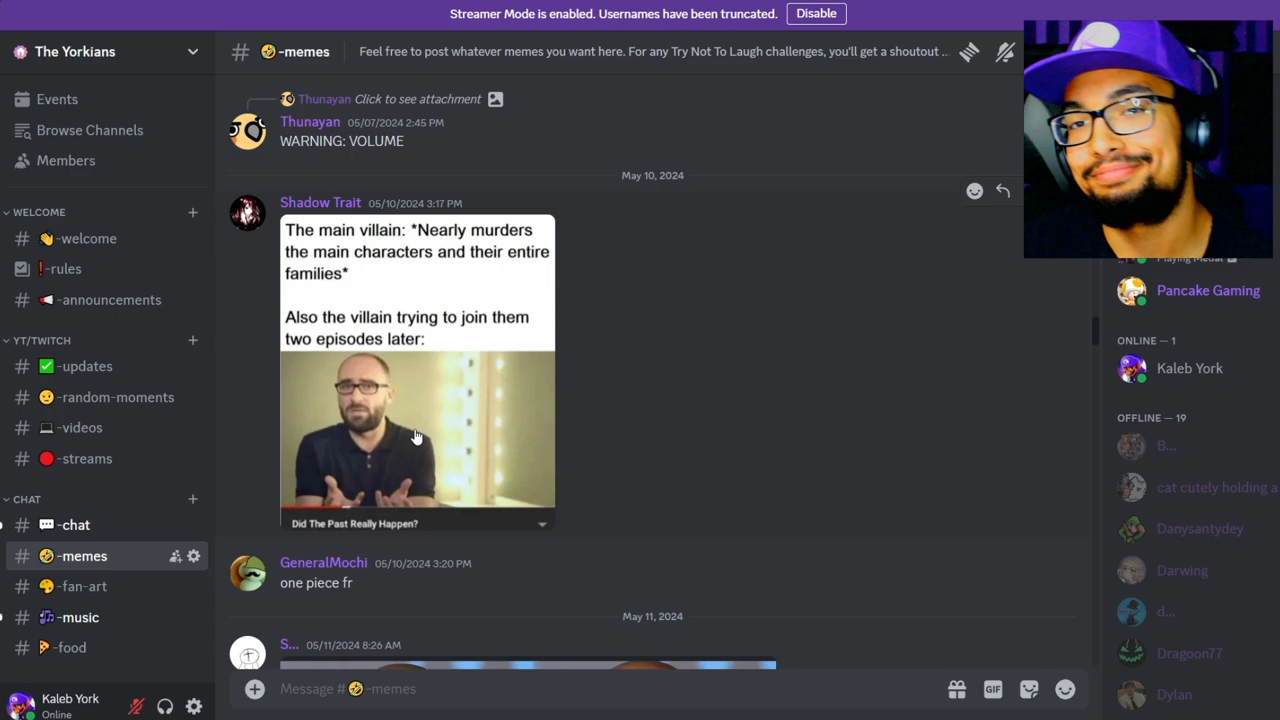 Streamer Mode is enabled. Usernames have been truncated. Disable
The Yorkians
Events
Browse Channels
Members
WELCOME
-welcome
-rules
-announcements
YT/TWITCH
-updates
-random-moments
-videos
-streams
CHAT
-chat
-memes
-fan-art
-music
-food
Kaleb York
Online
-memes
Feel free to post whatever memes you want here. For any Try Not To Laugh challenges, you'll get a shoutout ...
Thunayan Click to see attachment
Thunayan 05/07/2024 2:45 PM
WARNING: VOLUME
May 10, 2024
Shadow Trait 05/10/2024 3:17 PM
The main villain: *Nearly murders
the main characters and their entire
families*
Also the villain trying to join them
two episodes later:
Did The Past Really Happen?
GeneralMochi 05/10/2024 3:20 PM
one piece fr
May 11, 2024
S... 05/11/2024 8:26 AM
Message # -memes
GIF
Playing Medal
Pancake Gaming
ONLINE — 1
Kaleb York
OFFLINE — 19
B...
cat cutely holding a
Danysantydey
Darwing
d...
Dragoon77
Dylan